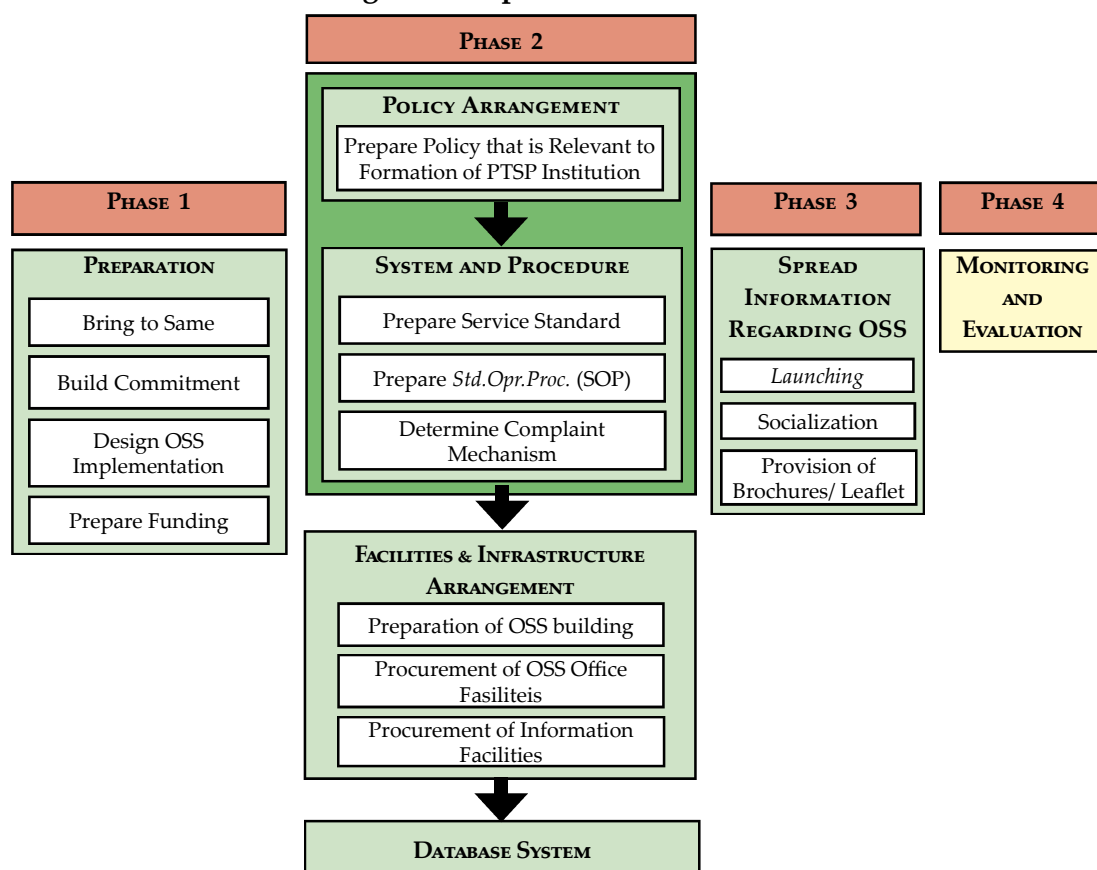 Phase 2
Policy Arrangement
Prepare Policy that is Relevant to
Formation of PTSP Institution
System and Procedure
Prepare Service Standard
Prepare Std.Opr.Proc. (SOP)
Determine Complaint
Mechanism
Facilities & Infrastructure
Arrangement
Preparation of OSS building
Procurement of OSS Office
Fasiliteis
Procurement of Information
Facilities
Database System
Phase 1
Preparation
Bring to Same
Build Commitment
Design OSS
Implementation
Prepare Funding
Phase 3
Spread
Information
Regarding OSS
Launching
Socialization
Provision of
Brochures/ Leaflet
Phase 4
Monitoring
and
Evaluation